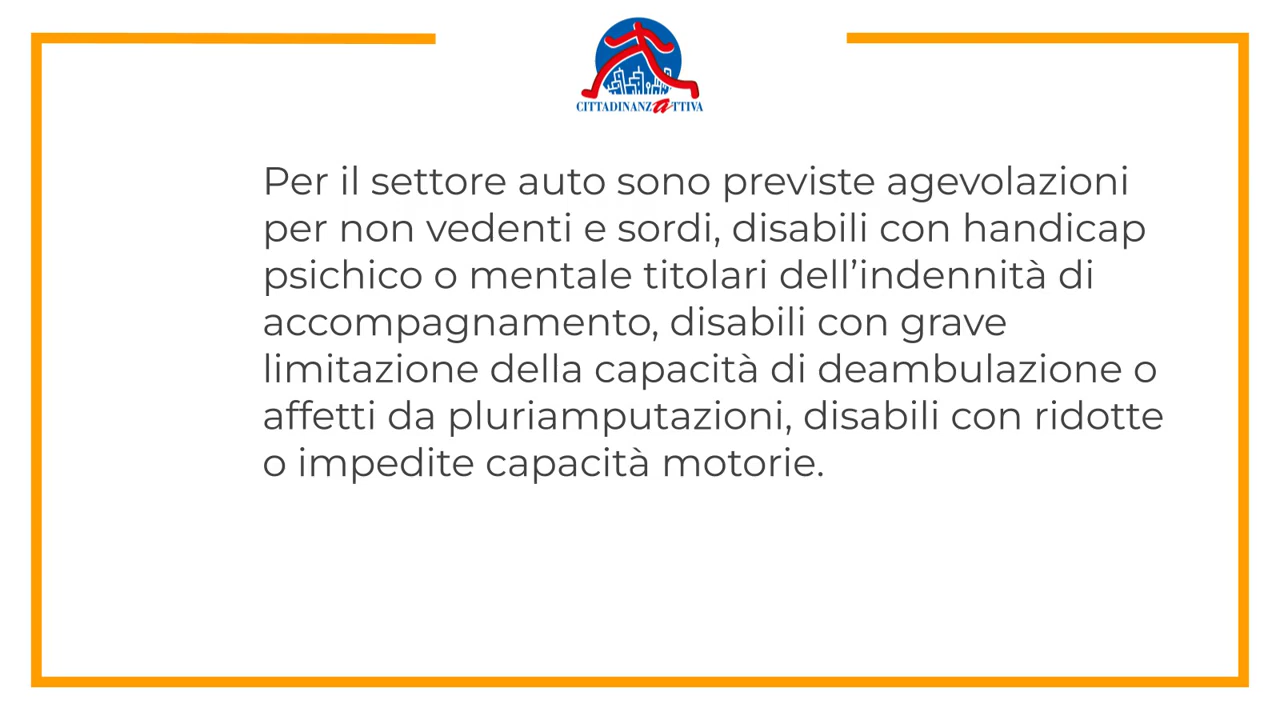 CITTADINANZATTIVA
Per il settore auto sono previste agevolazioni
per non vedenti e sordi, disabili con handicap
psichico o mentale titolari dell’indennità di
accompagnamento, disabili con grave
limitazione della capacità di deambulazione o
affetti da pluriamputazioni, disabili con ridotte
o impedite capacità motorie.